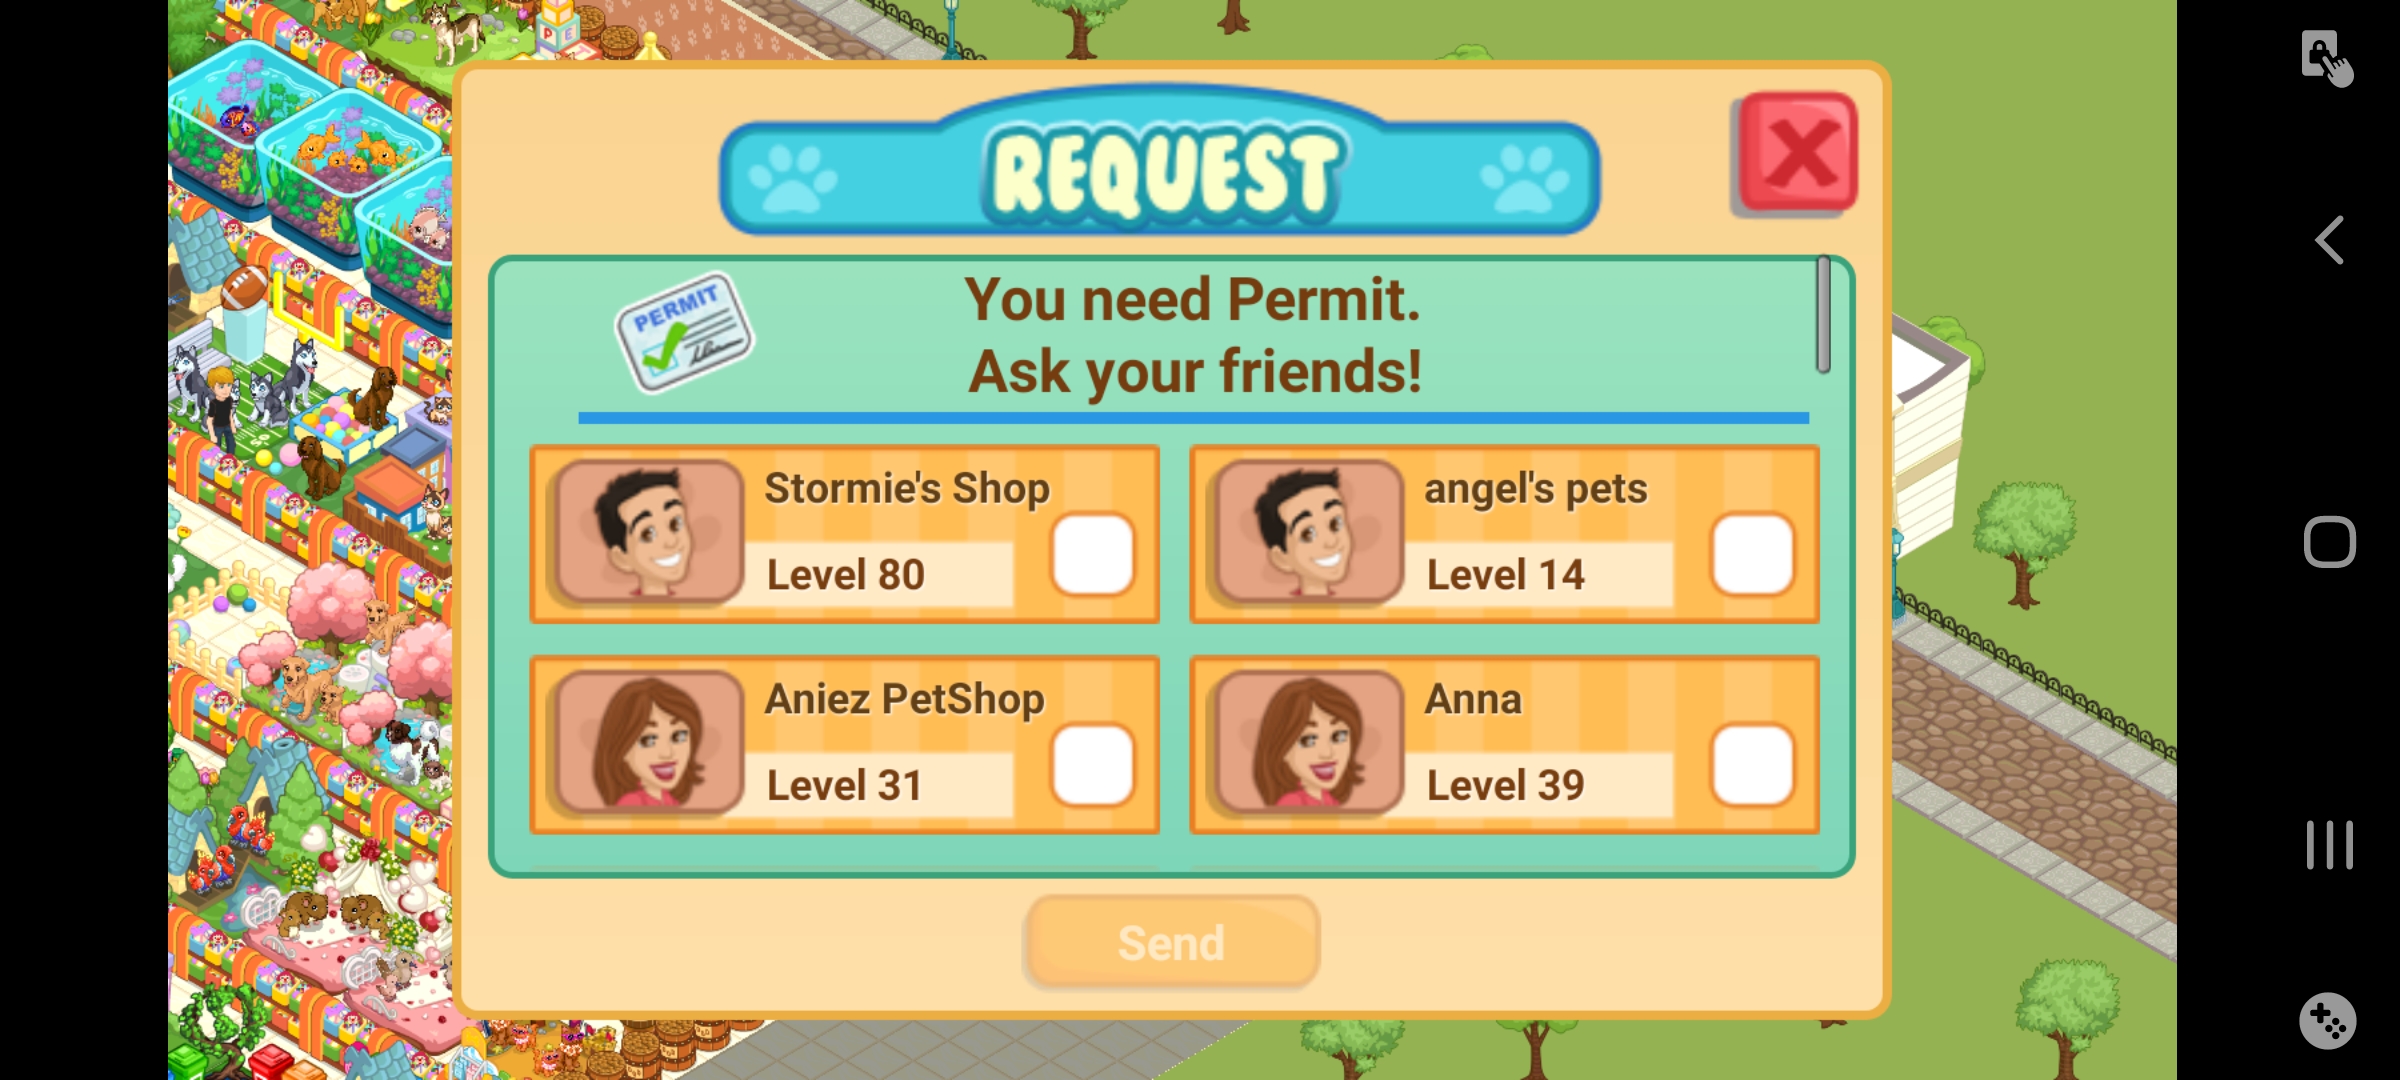 REQUEST
PERMIT
You need Permit.
Ask your friends!
Stormie's Shop
Level 80
angel's pets
Level 14
Aniez PetShop
Level 31
Anna
Level 39
Send